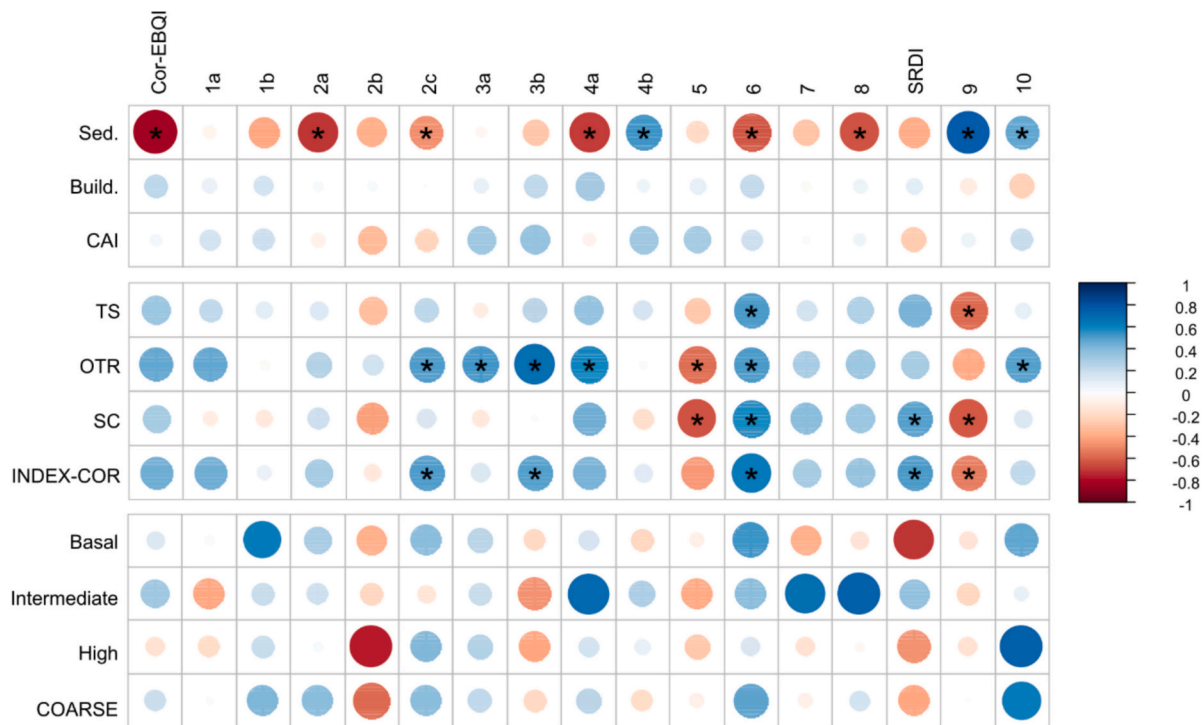 Cor-EBQI 1a 1b 2a 2b 2c 3a 3b 4a 4b 5 6 7 8 SRDI 9 10
Sed. * * * * * * * * *
Build.
CAI
TS * *
OTR * * * * * * *
SC * * * *
INDEX-COR * * * * *
Basal
Intermediate
High
COARSE
1
0.8
0.6
0.4
0.2
0
-0.2
-0.4
-0.6
-0.8
-1